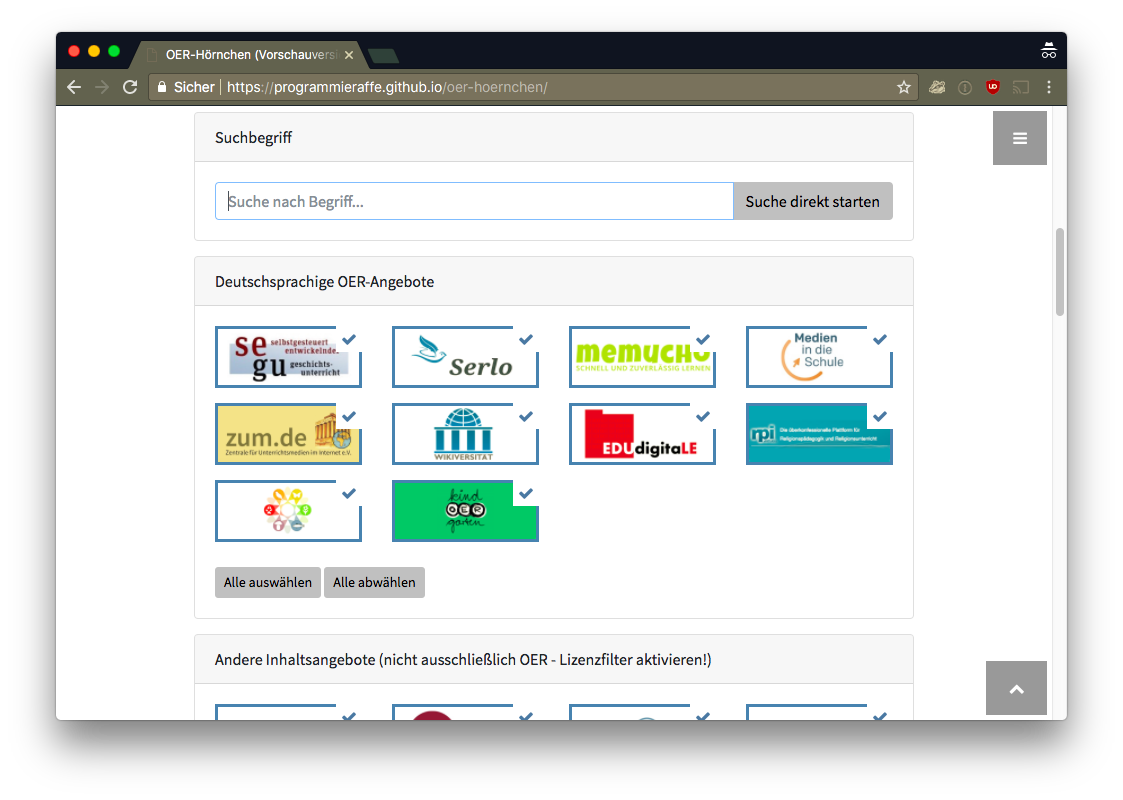 OER-Hörnchen (Vorschauversi
Sicher
https://programmieraffe.github.io/oer-hoernchen/
Suchbegriff
Suche nach Begriff...
Suche direkt starten
Deutschsprachige OER-Angebote
se
gu
selbstgesteuert
entwickelnde.
geschichts-
unterricht
Serlo
memucho
SCHNELL UND ZUVERLÄSSIG LERNEN
Medien
in die
Schule
zum.de
Zentrale für Unterrichtsmedien im Internet e.V.
WIKIVERSITÄT
EDUdigitaLE
rpi
Die überkonfessionelle Plattform für
Religionspädagogik und Religionsunterricht
kind
OER
garten
Alle auswählen
Alle abwählen
Andere Inhaltsangebote (nicht ausschließlich OER - Lizenzfilter aktivieren!)